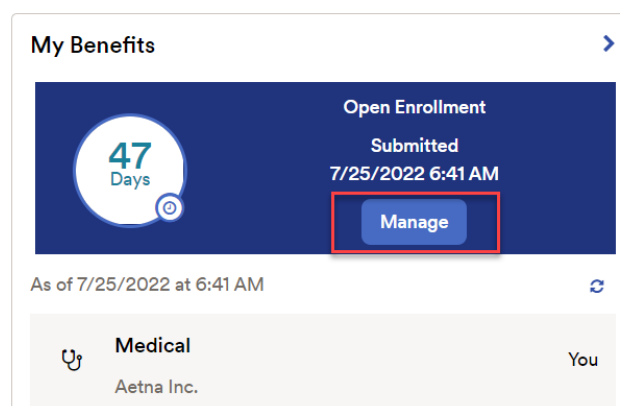 My Benefits
47
Days
Open Enrollment
Submitted
7/25/2022 6:41 AM
Manage
As of 7/25/2022 at 6:41 AM
Medical
You
Aetna Inc.